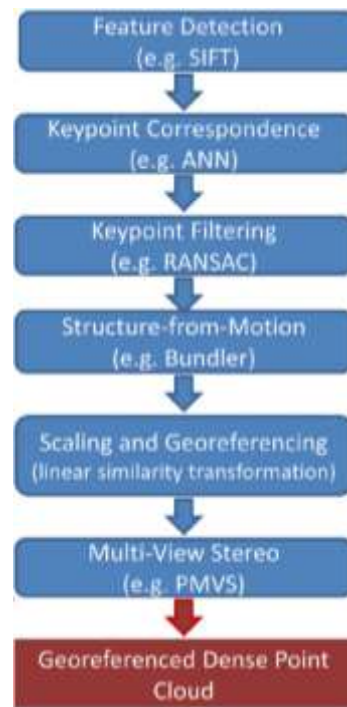 Feature Detection
(e.g. SIFT)
Keypoint Correspondence
(e.g. ANN)
Keypoint Filtering
(e.g. RANSAC)
Structure-from-Motion
(e.g. Bundler)
Scaling and Georeferencing
(linear similarity transformation)
Multi-View Stereo
(e.g. PMVS)
Georeferenced Dense Point
Cloud